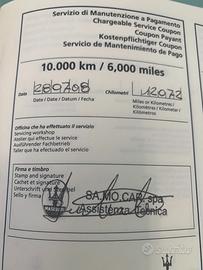 Servizio di Manutenzione a Pagamento
Chargeable Service Coupon
Coupon Payant
Kostenpflichtiger Coupon
Servicio de Mantenimiento de Pago
10.000 km / 6,000 miles
Data
Date / Date / Datum / Fecha
Chilometri 12073
Miles or Kilometres /
Kilomètres /
Kilometer / Kilómetros
Officina che ha effettuato il servizio
Servicing workshop
Atelier qui effectue le service
Ausführender Fachbetrieb
Taller que ha efectuado el servicio
Firma e timbro
Stamp and signature
Cachet et signature
Unterschrift und Stempel
Sello y firma
SA.MO.CAR. spa
Assistenza Tecnica
MASERATI
subito